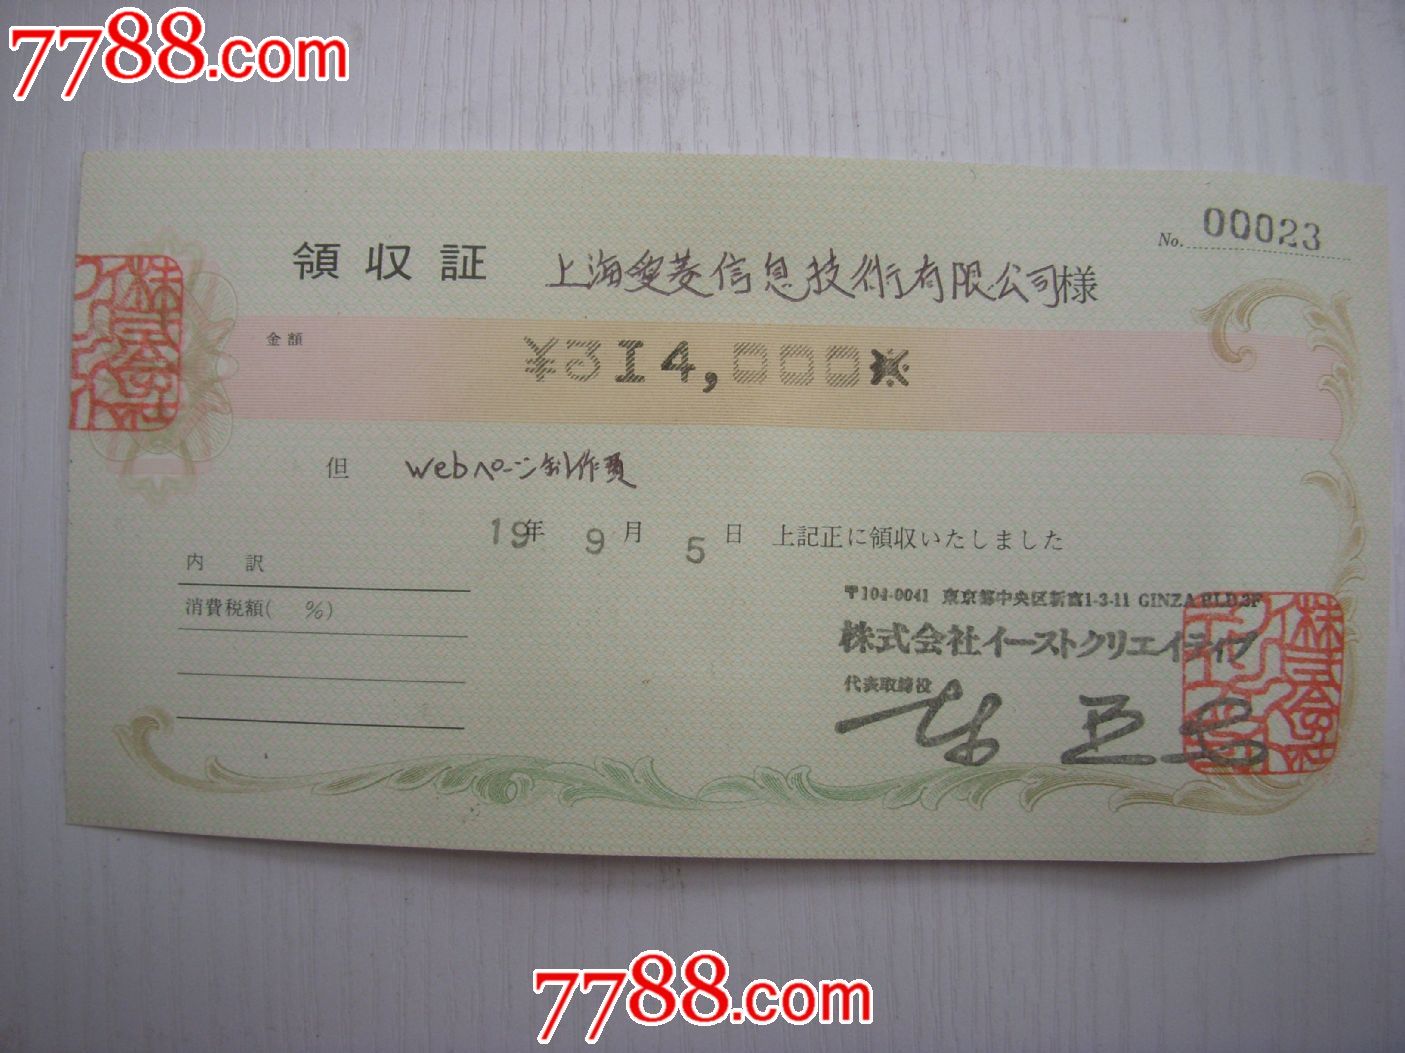 7788.com
No. 00023
領収証 上海愛菱信息技術有限公司様
金額 ¥314,000※
但 Webページ制作費
19年 9月 5日 上記正に領収いたしました
内訳
消費税額( %)
〒104-0041 東京都中央区新富1-3-11 GINZA BLD.3F
株式会社イーストクリエイティブ
代表取締役
7788.com